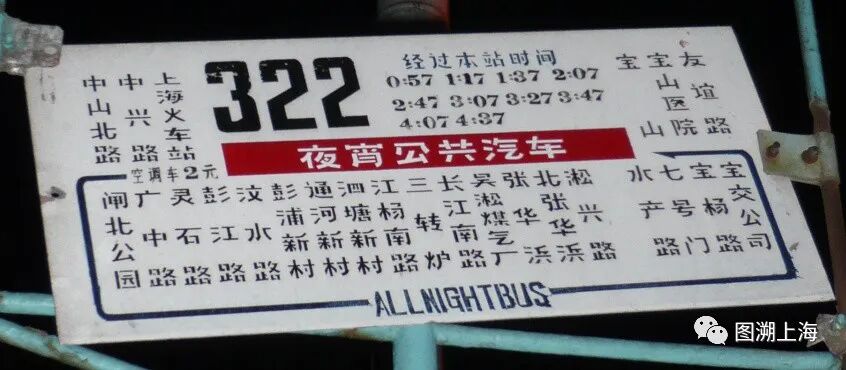 中山北路
中兴路
上海火车站
322
经过本站时间
0:57 1:17 1:37 2:07
2:47 3:07 3:27 3:47
4:07 4:37
宝山
宝山医院
友谊路
空调车2元
夜宵公共汽车
闸北公园
广中路
灵石路
彭江路
汶水路
彭浦新村
通河新村
泗塘新村
江杨南路
三转炉
长江南路
吴淞煤气厂
张华浜
北张华浜
淞兴路
水产路
七号门
宝杨路
宝交公司
ALLNIGHTBUS
图溯上海